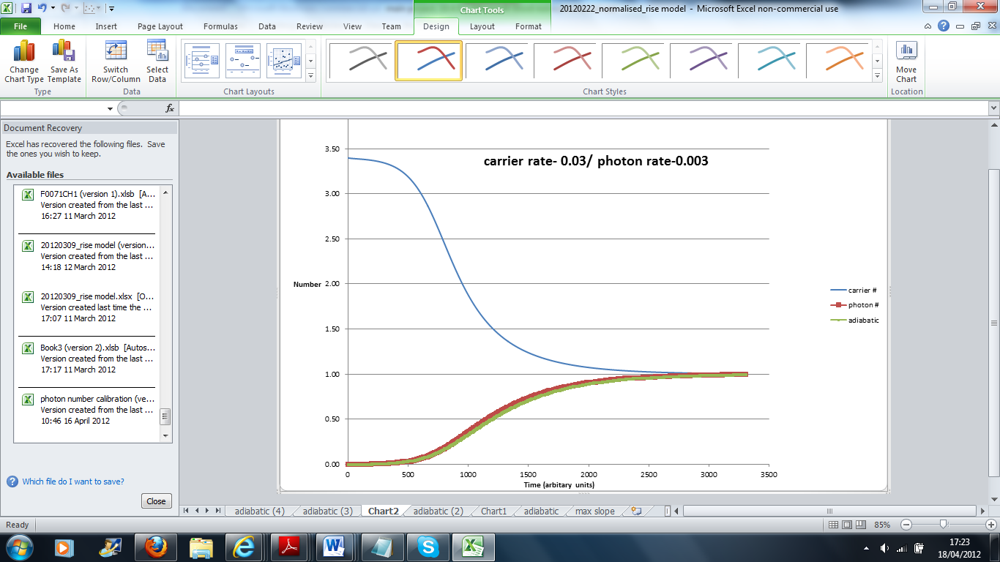 Chart Tools
20120222_normalised_rise model - Microsoft Excel non-commercial use
File Home Insert Page Layout Formulas Data Review View Team Design Layout Format
Change Chart Type
Save As Template
Switch Row/Column
Select Data
Move Chart
Type
Data
Chart Layouts
Chart Styles
Location
fx
Document Recovery
Excel has recovered the following files. Save
the ones you wish to keep.
Available files
F0071CH1 (version 1).xlsb [A...
Version created from the last ...
16:27 11 March 2012
20120309_rise model (version...
Version created from the last ...
14:18 12 March 2012
20120309_rise model.xlsx [O...
Version created last time the ...
17:07 11 March 2012
Book3 (version 2).xlsb [Autos...
Version created from the last ...
17:17 11 March 2012
photon number calibration (ve...
Version created from the last ...
10:46 16 April 2012
Which file do I want to save?
Close
carrier rate- 0.03/ photon rate-0.003
3.50
3.00
2.50
2.00
1.50
1.00
0.50
0.00
Number
0 500 1000 1500 2000 2500 3000 3500
Time (arbitary units)
carrier #
photon #
adiabatic
adiabatic (4) adiabatic (3) Chart2 adiabatic (2) Chart1 adiabatic max slope
Ready
85%
17:23
18/04/2012